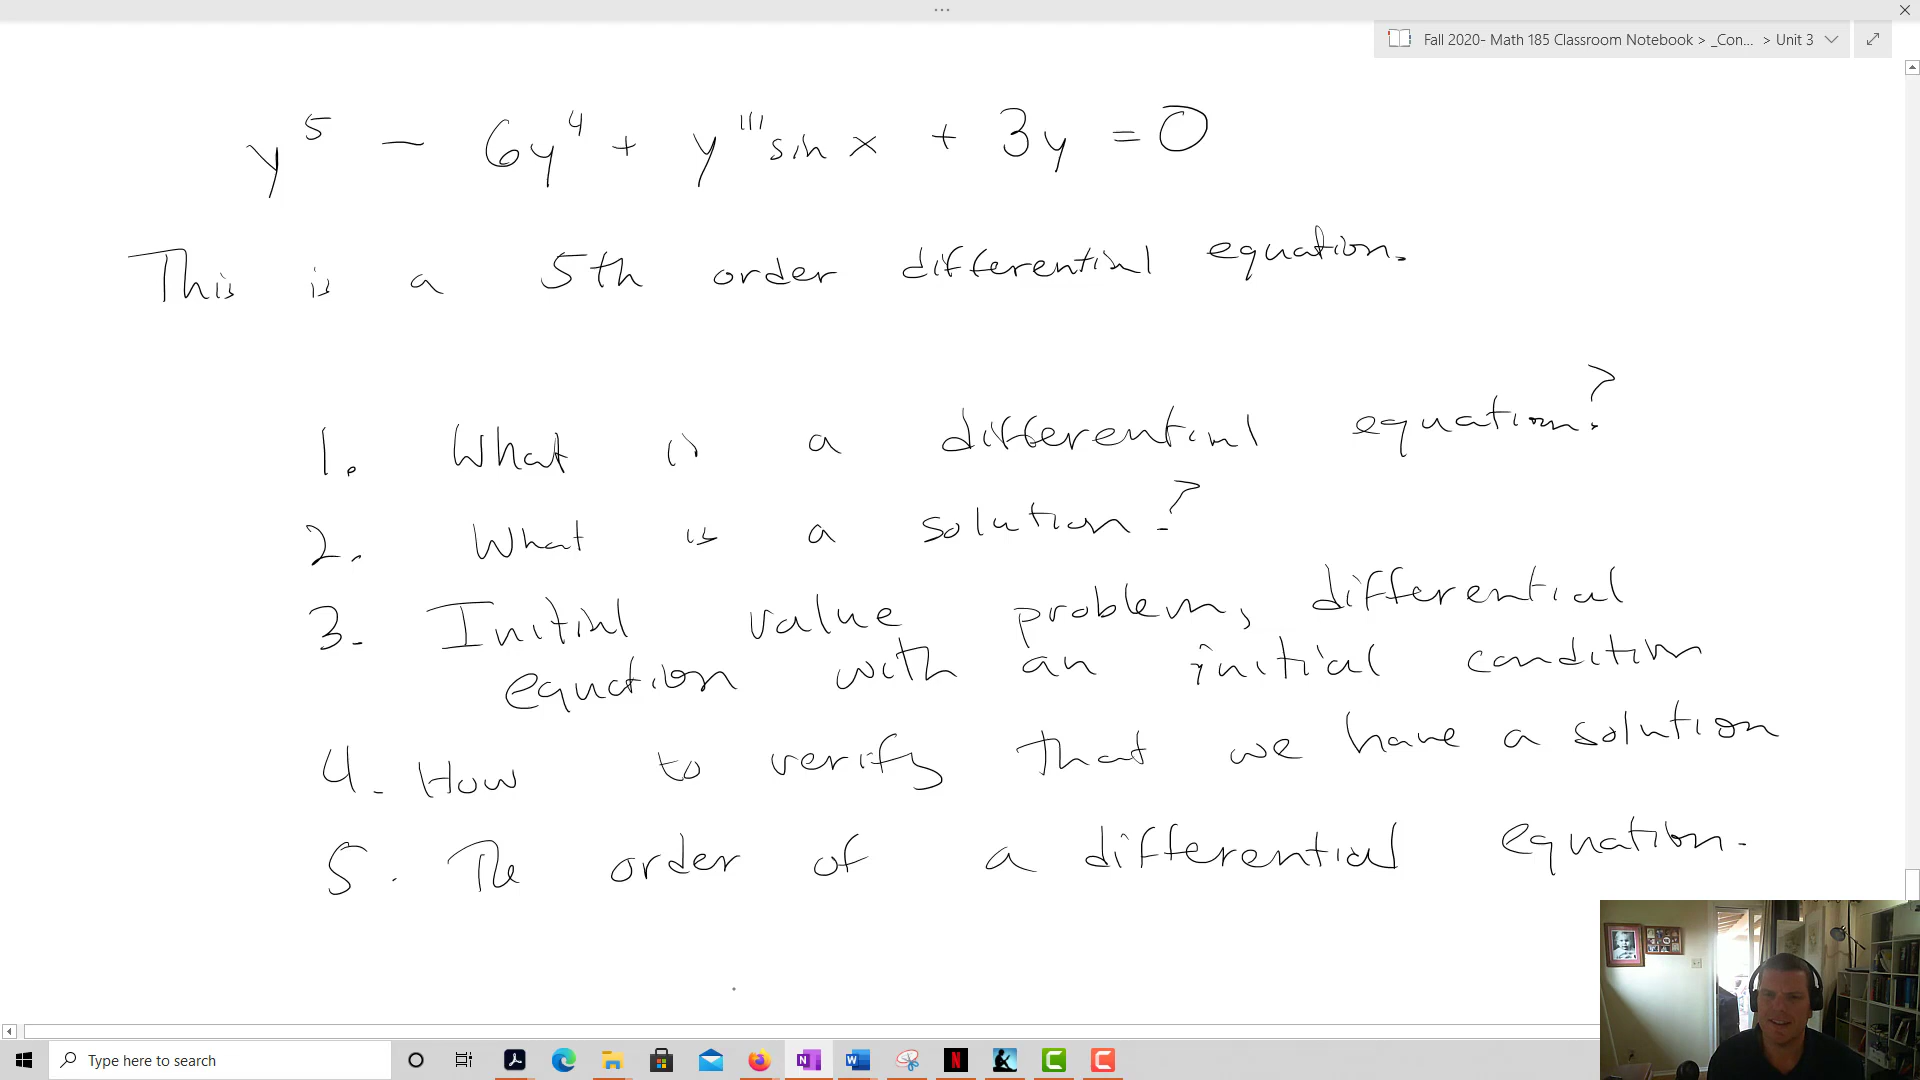 Fall 2020- Math 185 Classroom Notebook > _Con... > Unit 3
y⁵ - 6y⁴ + y''' sin x + 3y = 0
This is a 5th order differential equation.
1. What is a differential equation?
2. What is a solution?
3. Initial value problem, differential
equation with an initial condition
4. How to verify that we have a solution
5. The order of a differential equation.
Type here to search